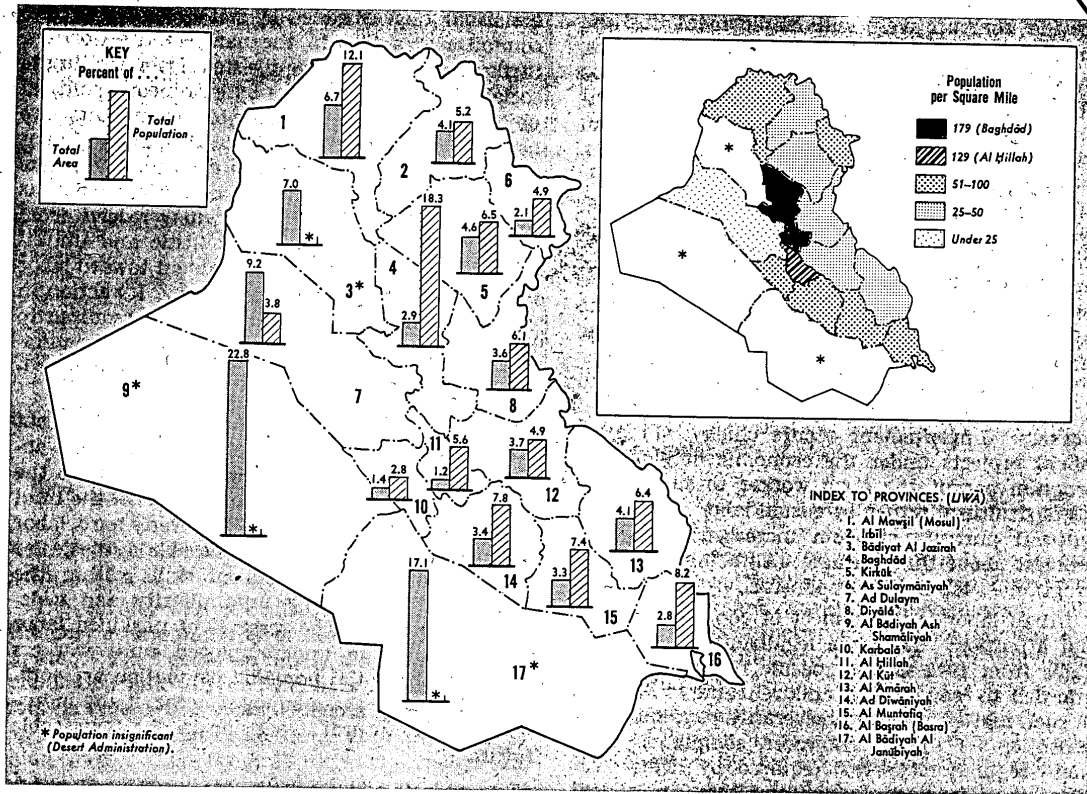 KEY
Percent of . . .
Total
Population
Total
Area
12.1
6.7
1
5.2
4.1
2
6
7.0
*
18.3
4.9
2.1
6.5
4.6
4
3*
5
9.2
3.8
2.9
6.1
3.6
22.8
9*
7
8
11
5.6
1.2
4.9
3.7
12
2.8
1.4
10
*
7.8
3.4
14
6.4
4.1
13
7.4
3.3
15
8.2
2.8
16
17.1
*
17*
* Population insignificant
(Desert Administration).
Population
per Square Mile
179 (Baghdād)
129 (Al Ḥillah)
51–100
25–50
Under 25
*
*
*
INDEX TO PROVINCES (LIWA)
1. Al Mawṣil (Mosul)
2. Irbīl
3. Bādiyat Al Jazīrah
4. Baghdād
5. Kirkūk
6. As Sulaymānīyah
7. Ad Dulaym
8. Diyālá
9. Al Bādiyah Ash
Shamālīyah
10. Karbalā'
11. Al Ḥillah
12. Al Kūt
13. Al 'Amārah
14. Ad Dīwānīyah
15. Al Muntafiq
16. Al Baṣrah (Basra)
17. Al Bādiyah Al
Janūbīyah